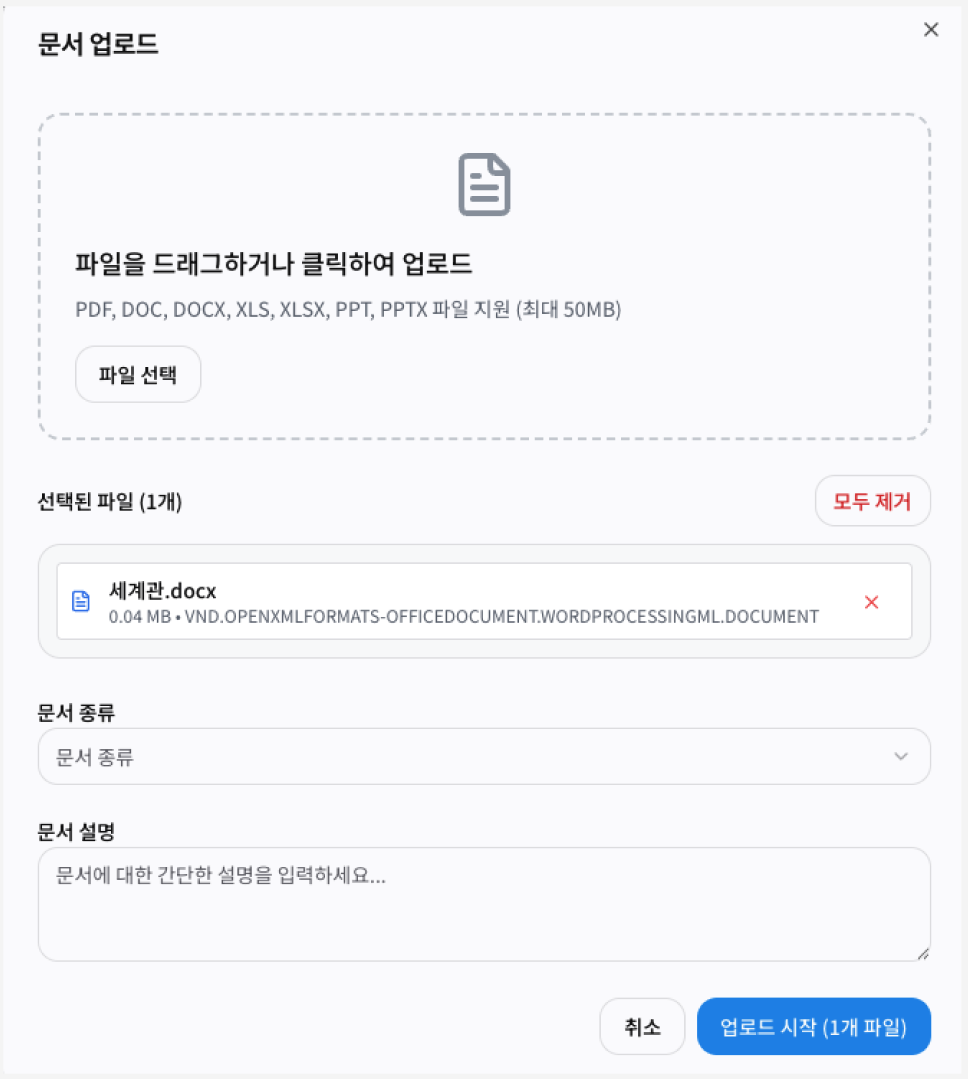 문서 업로드
파일을 드래그하거나 클릭하여 업로드
PDF, DOC, DOCX, XLS, XLSX, PPT, PPTX 파일 지원 (최대 50MB)
파일 선택
선택된 파일 (1개)
모두 제거
세계관.docx
0.04 MB • VND.OPENXMLFORMATS-OFFICEDOCUMENT.WORDPROCESSINGML.DOCUMENT
문서 종류
문서 종류
문서 설명
문서에 대한 간단한 설명을 입력하세요...
취소
업로드 시작 (1개 파일)